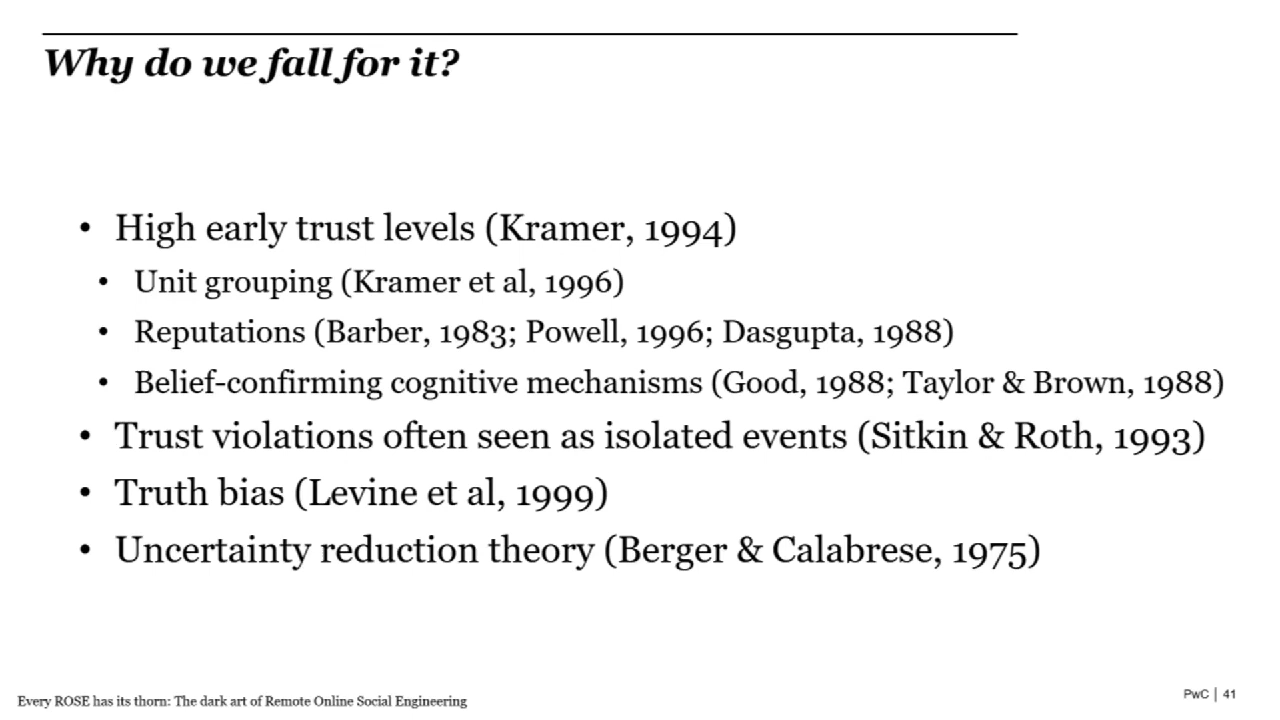 Why do we fall for it?
• High early trust levels (Kramer, 1994)
• Unit grouping (Kramer et al, 1996)
• Reputations (Barber, 1983; Powell, 1996; Dasgupta, 1988)
• Belief-confirming cognitive mechanisms (Good, 1988; Taylor & Brown, 1988)
• Trust violations often seen as isolated events (Sitkin & Roth, 1993)
• Truth bias (Levine et al, 1999)
• Uncertainty reduction theory (Berger & Calabrese, 1975)
Every ROSE has its thorn: The dark art of Remote Online Social Engineering
PwC | 41